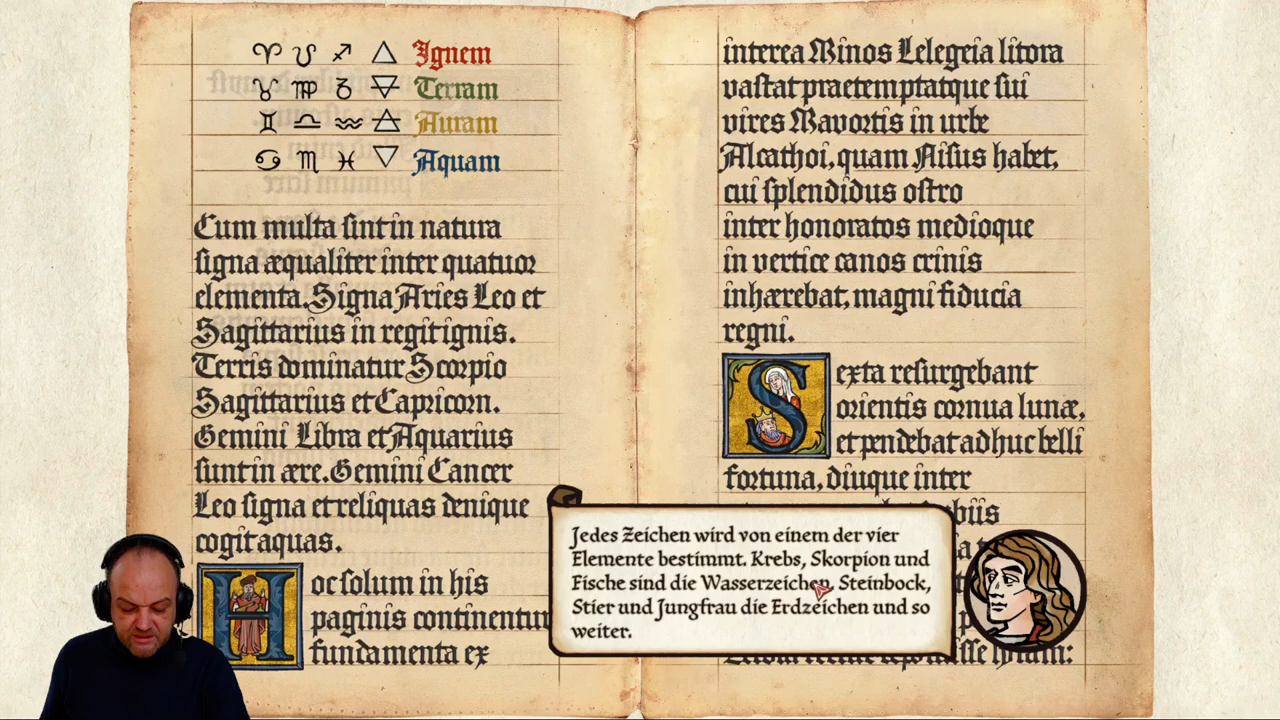 ♈ ♌ ♐ 🜂 Ignem
♉ ♍ ♑ 🜃 Terram
♊ ♎ ♒ 🜁 Auram
♋ ♏ ♓ 🜄 Aquam
Cum multa sint in natura
signa æqualiter inter quatuor
elementa. Signa Aries Leo et
Sagittarius in regit ignis.
Terris dominatur Scorpio
Sagittarius et Capricorn.
Gemini Libra et Aquarius
sunt in ære. Gemini Cancer
Leo signa et reliquas denique
cogit aquas.
Hoc solum in his
paginis continentur
fundamenta ex
interea Minos Lelegeia litora
vastat praetemptatque sui
vires Mavortis in urbe
Alcathoi, quam Nisus habet,
cui splendidus ostro
inter honoratos medioque
in vertice canos crinis
inhærebat, magni fiducia
regni.
Sexta resurgebant
orientis cornua lunæ,
et pendebat adhuc belli
fortuna, diuque inter
Jedes Zeichen wird von einem der vier
Elemente bestimmt. Krebs, Skorpion und
Fische sind die Wasserzeichen, Steinbock,
Stier und Jungfrau die Erdzeichen und so
weiter.